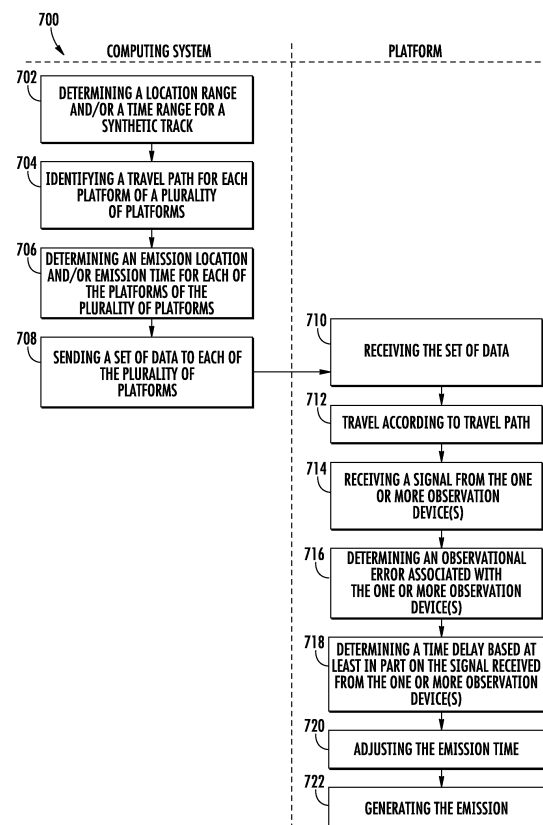 700
COMPUTING SYSTEM
PLATFORM
702
DETERMINING A LOCATION RANGE
AND/OR A TIME RANGE FOR A
SYNTHETIC TRACK
704
IDENTIFYING A TRAVEL PATH FOR EACH
PLATFORM OF A PLURALITY
OF PLATFORMS
706
DETERMINING AN EMISSION LOCATION
AND/OR EMISSION TIME FOR EACH OF
THE PLATFORMS OF THE
PLURALITY OF PLATFORMS
708
SENDING A SET OF DATA TO EACH OF
THE PLURALITY OF
PLATFORMS
710
RECEIVING THE SET OF DATA
712
TRAVEL ACCORDING TO TRAVEL PATH
714
RECEIVING A SIGNAL FROM THE ONE
OR MORE OBSERVATION
DEVICE(S)
716
DETERMINING AN OBSERVATIONAL
ERROR ASSOCIATED WITH
THE ONE OR MORE OBSERVATION
DEVICE(S)
718
DETERMINING A TIME DELAY BASED AT
LEAST IN PART ON THE SIGNAL RECEIVED
FROM THE ONE OR MORE OBSERVATION
DEVICE(S)
720
ADJUSTING THE EMISSION TIME
722
GENERATING THE EMISSION